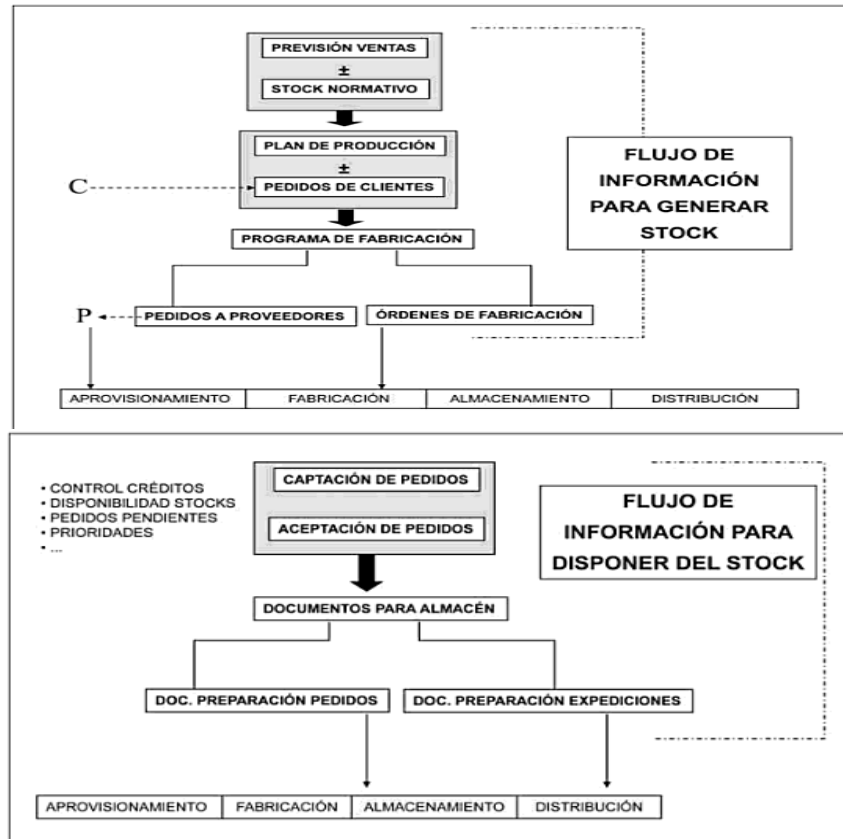 PREVISIÓN VENTAS
±
STOCK NORMATIVO
PLAN DE PRODUCCIÓN
±
C
PEDIDOS DE CLIENTES
FLUJO DE
INFORMACIÓN
PARA GENERAR
STOCK
PROGRAMA DE FABRICACIÓN
P
PEDIDOS A PROVEEDORES
ÓRDENES DE FABRICACIÓN
APROVISIONAMIENTO FABRICACIÓN ALMACENAMIENTO DISTRIBUCIÓN
CAPTACIÓN DE PEDIDOS
ACEPTACIÓN DE PEDIDOS
• CONTROL CRÉDITOS
• DISPONIBILIDAD STOCKS
• PEDIDOS PENDIENTES
• PRIORIDADES
• ...
FLUJO DE
INFORMACIÓN PARA
DISPONER DEL STOCK
DOCUMENTOS PARA ALMACÉN
DOC. PREPARACIÓN PEDIDOS
DOC. PREPARACIÓN EXPEDICIONES
APROVISIONAMIENTO FABRICACIÓN ALMACENAMIENTO DISTRIBUCIÓN